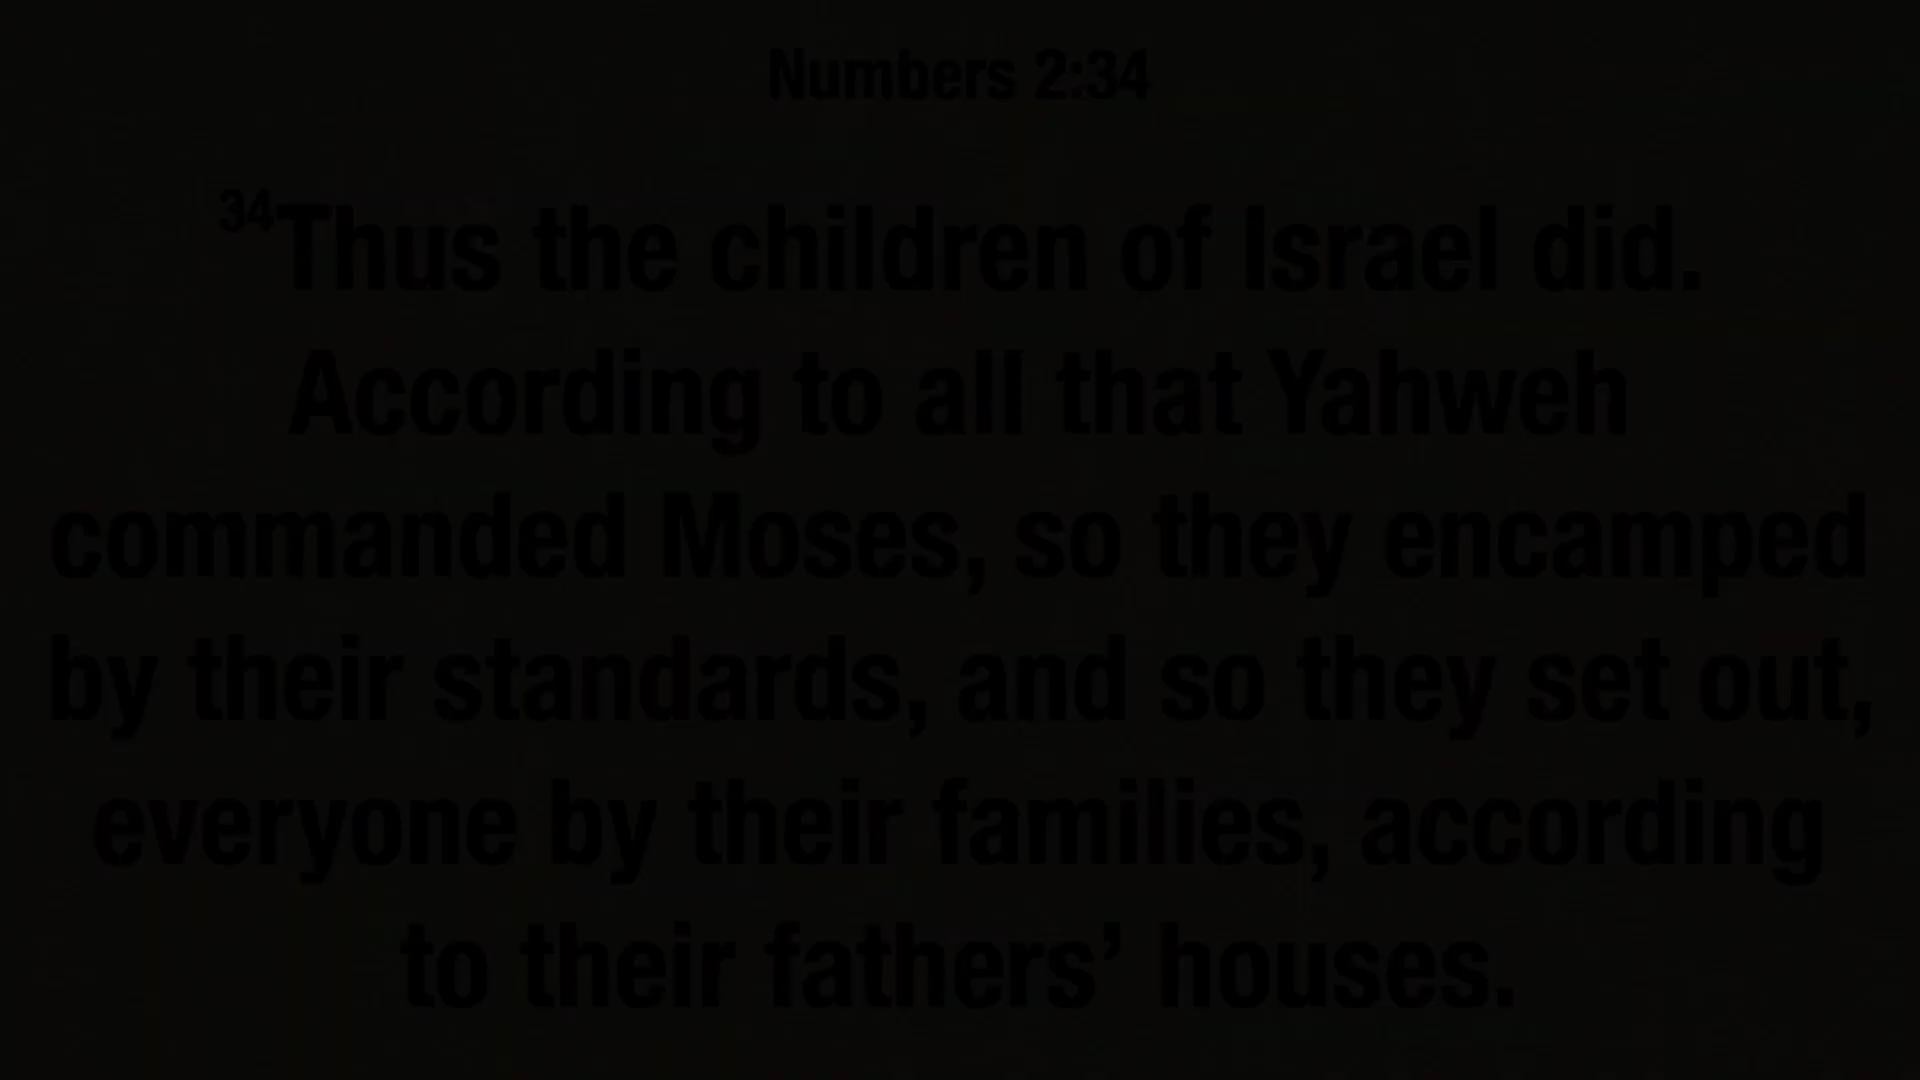 Numbers 2:34
34Thus the children of Israel did.
According to all that Yahweh
commanded Moses, so they encamped
by their standards, and so they set out,
everyone by their families, according
to their fathers’ houses.